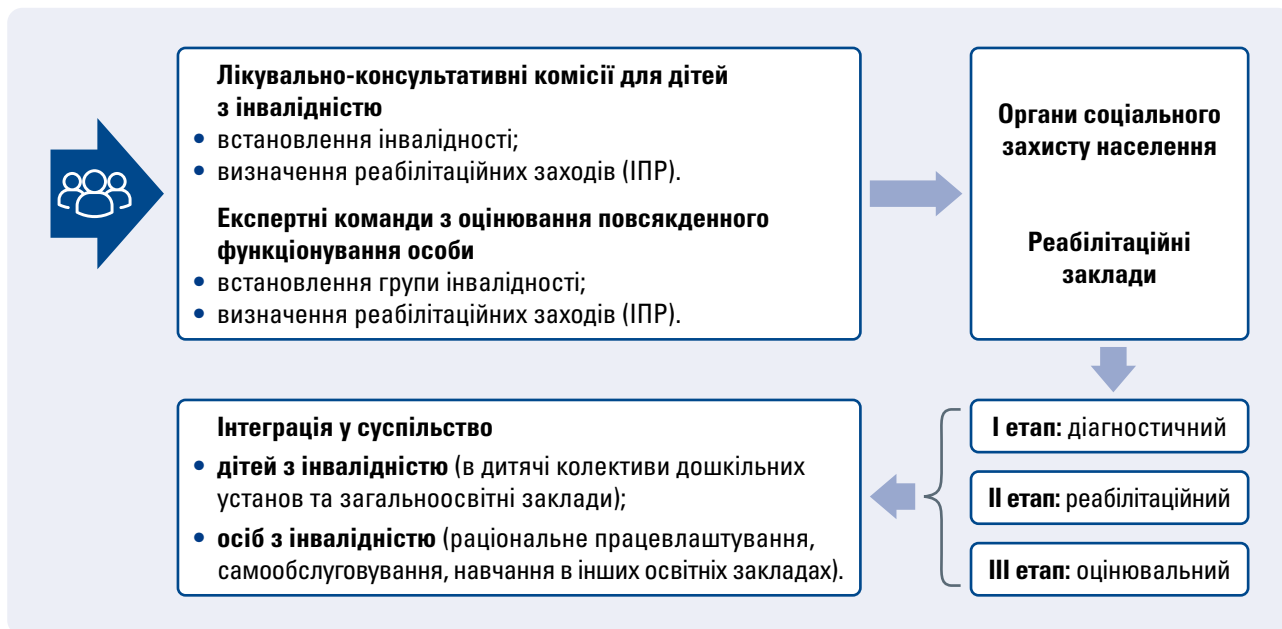 Лікувально-консультативні комісії для дітей
з інвалідністю
• встановлення інвалідності;
• визначення реабілітаційних заходів (ІПР).
Експертні команди з оцінювання повсякденного
функціонування особи
• встановлення групи інвалідності;
• визначення реабілітаційних заходів (ІПР).
Органи соціального
захисту населення
Реабілітаційні
заклади
I етап: діагностичний
II етап: реабілітаційний
III етап: оцінювальний
Інтеграція у суспільство
• дітей з інвалідністю (в дитячі колективи дошкільних
установ та загальноосвітні заклади);
• осіб з інвалідністю (раціональне працевлаштування,
самообслуговування, навчання в інших освітніх закладах).